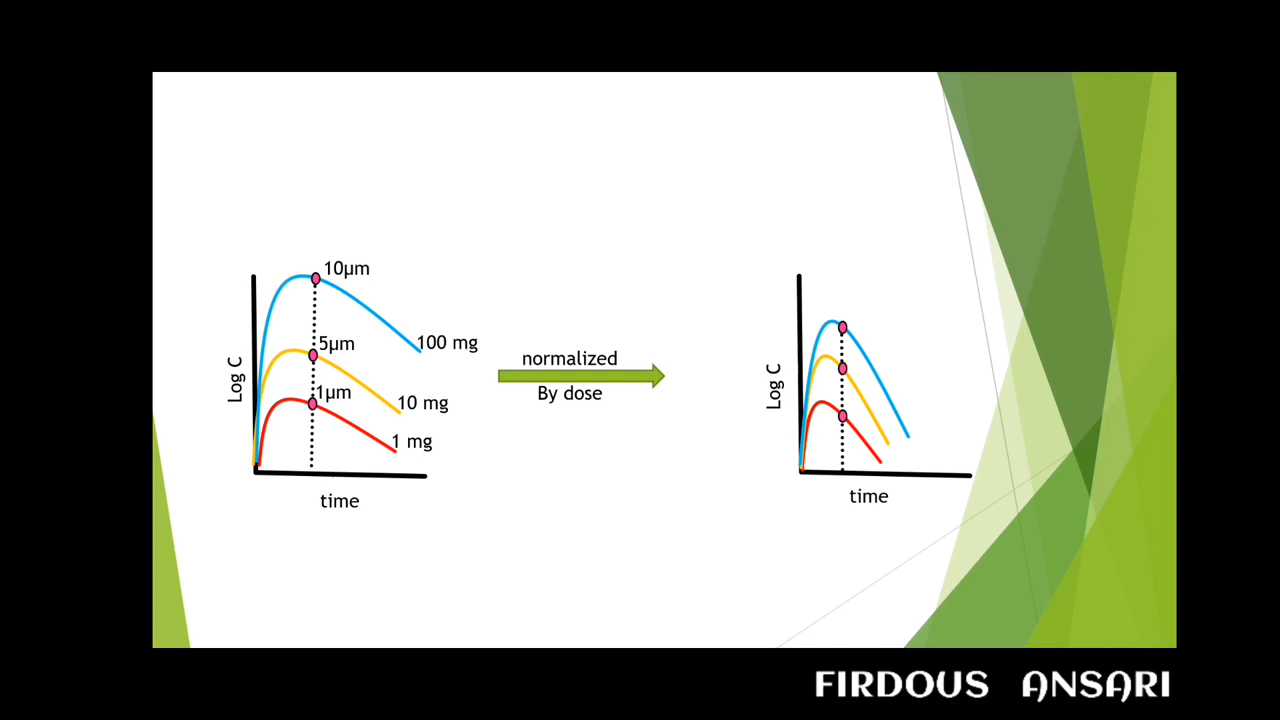 10µm
5µm
1µm
100 mg
10 mg
1 mg
Log C
time
normalized
By dose
Log C
time
FIRDOUS ANSARI